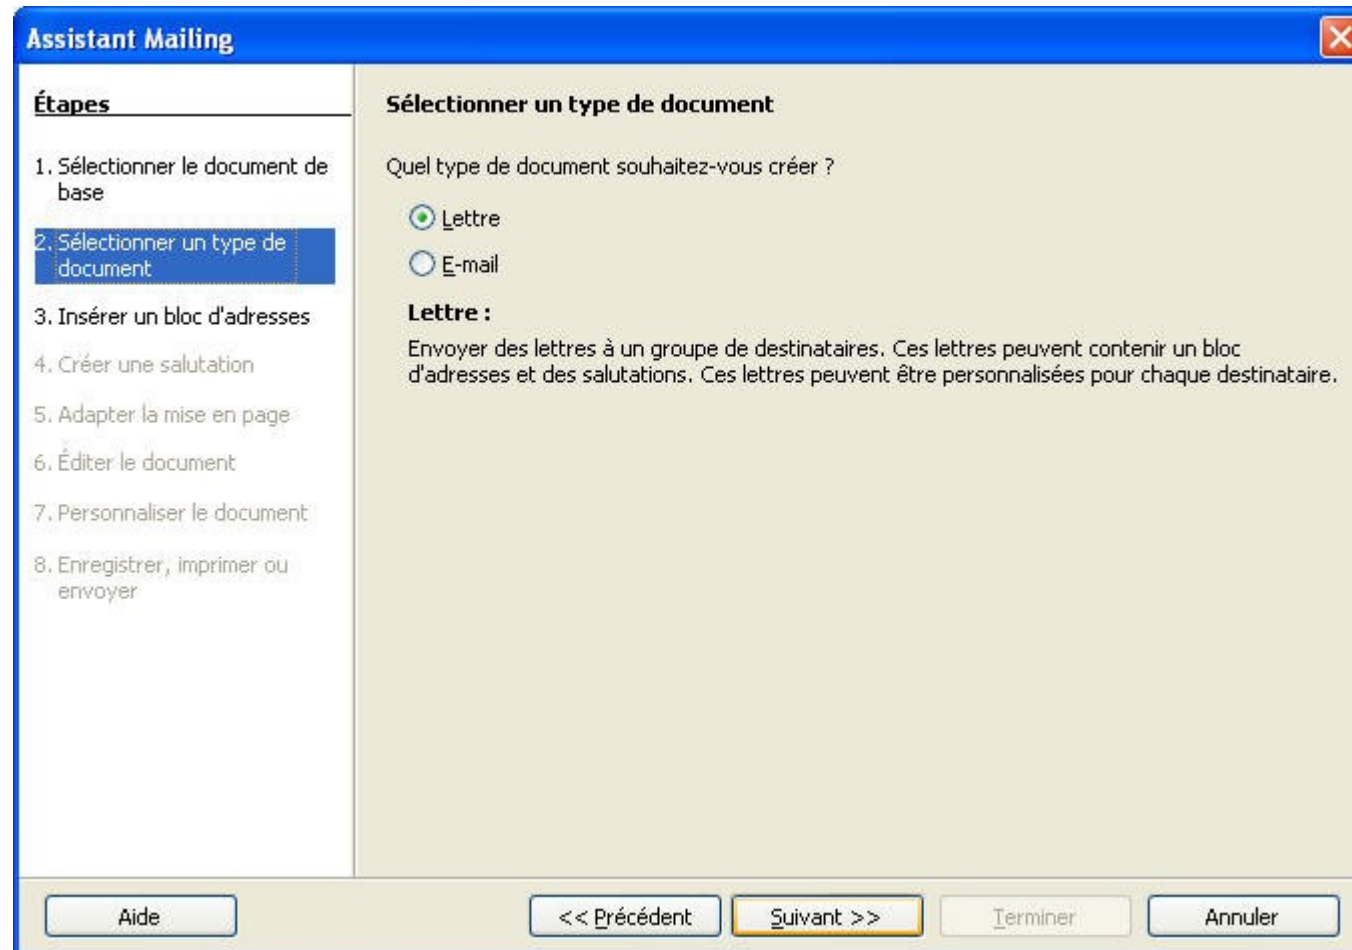 Assistant Mailing
Étapes
1. Sélectionner le document de
base
2. Sélectionner un type de
document
3. Insérer un bloc d'adresses
4. Créer une salutation
5. Adapter la mise en page
6. Éditer le document
7. Personnaliser le document
8. Enregistrer, imprimer ou
envoyer
Sélectionner un type de document
Quel type de document souhaitez-vous créer ?
Lettre
E-mail
Lettre :
Envoyer des lettres à un groupe de destinataires. Ces lettres peuvent contenir un bloc
d'adresses et des salutations. Ces lettres peuvent être personnalisées pour chaque destinataire.
Aide
<< Précédent
Suivant >>
Terminer
Annuler